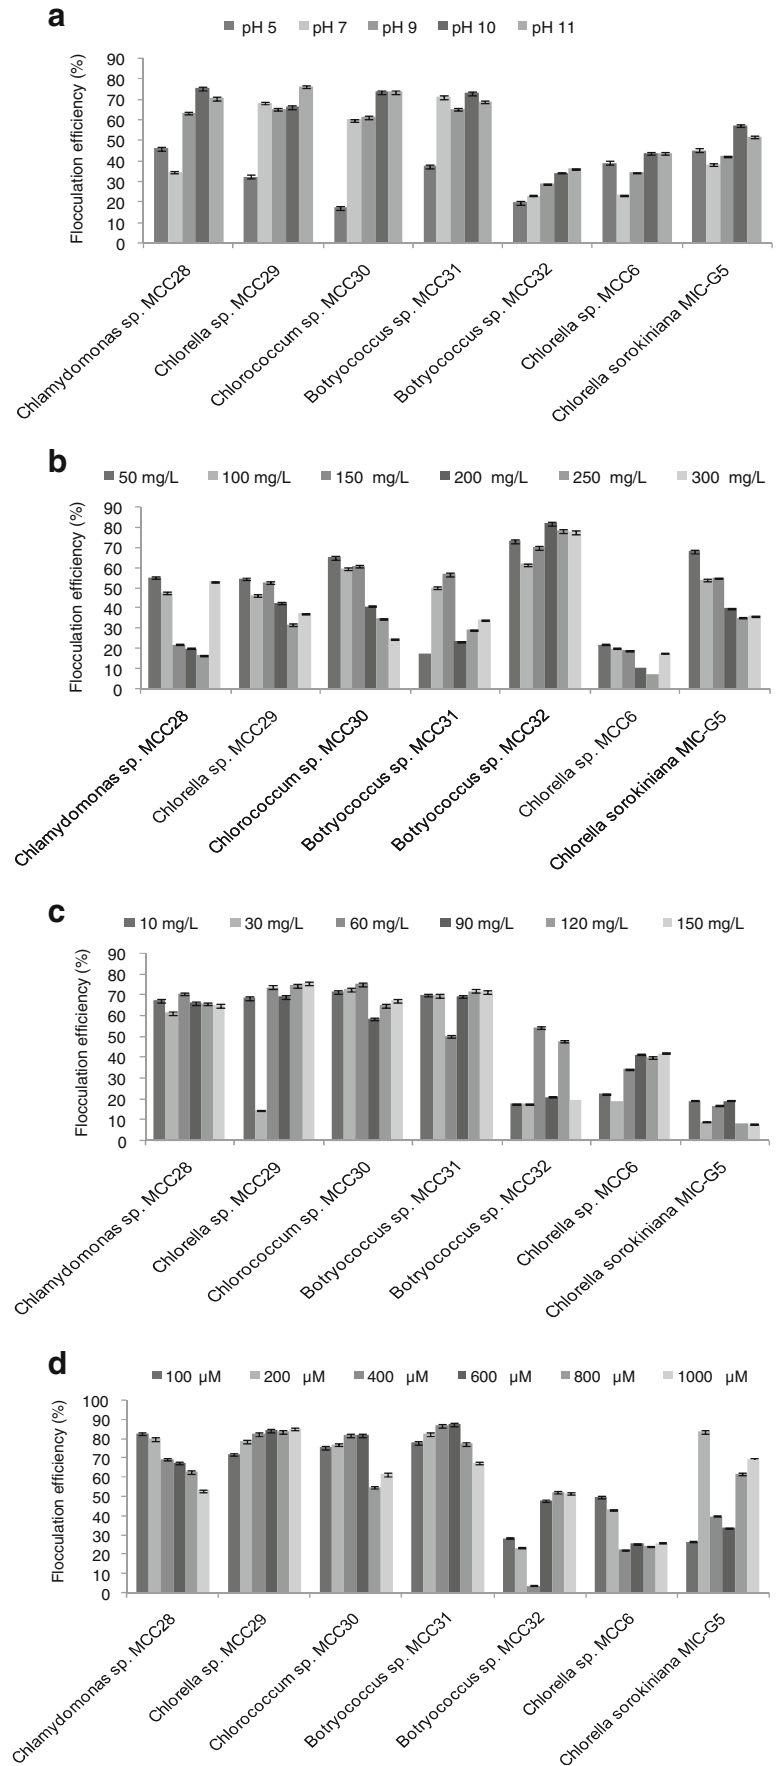 a
pH 5 pH 7 pH 9 pH 10 pH 11
Flocculation efficiency (%)
90
80
70
60
50
40
30
20
10
0
Chlamydomonas sp. MCC28
Chlorella sp. MCC29
Chlorococcum sp. MCC30
Botryococcus sp. MCC31
Botryococcus sp. MCC32
Chlorella sp. MCC6
Chlorella sorokiniana MIC-G5
b
50 mg/L 100 mg/L 150 mg/L 200 mg/L 250 mg/L 300 mg/L
Flocculation efficiency (%)
90
80
70
60
50
40
30
20
10
0
Chlamydomonas sp. MCC28
Chlorella sp. MCC29
Chlorococcum sp. MCC30
Botryococcus sp. MCC31
Botryococcus sp. MCC32
Chlorella sp. MCC6
Chlorella sorokiniana MIC-G5
c
10 mg/L 30 mg/L 60 mg/L 90 mg/L 120 mg/L 150 mg/L
Flocculation efficiency (%)
90
80
70
60
50
40
30
20
10
0
Chlamydomonas sp. MCC28
Chlorella sp. MCC29
Chlorococcum sp. MCC30
Botryococcus sp. MCC31
Botryococcus sp. MCC32
Chlorella sp. MCC6
Chlorella sorokiniana MIC-G5
d
100 µM 200 µM 400 µM 600 µM 800 µM 1000 µM
Flocculation efficiency (%)
100
90
80
70
60
50
40
30
20
10
0
Chlamydomonas sp. MCC28
Chlorella sp. MCC29
Chlorococcum sp. MCC30
Botryococcus sp. MCC31
Botryococcus sp. MCC32
Chlorella sp. MCC6
Chlorella sorokiniana MIC-G5